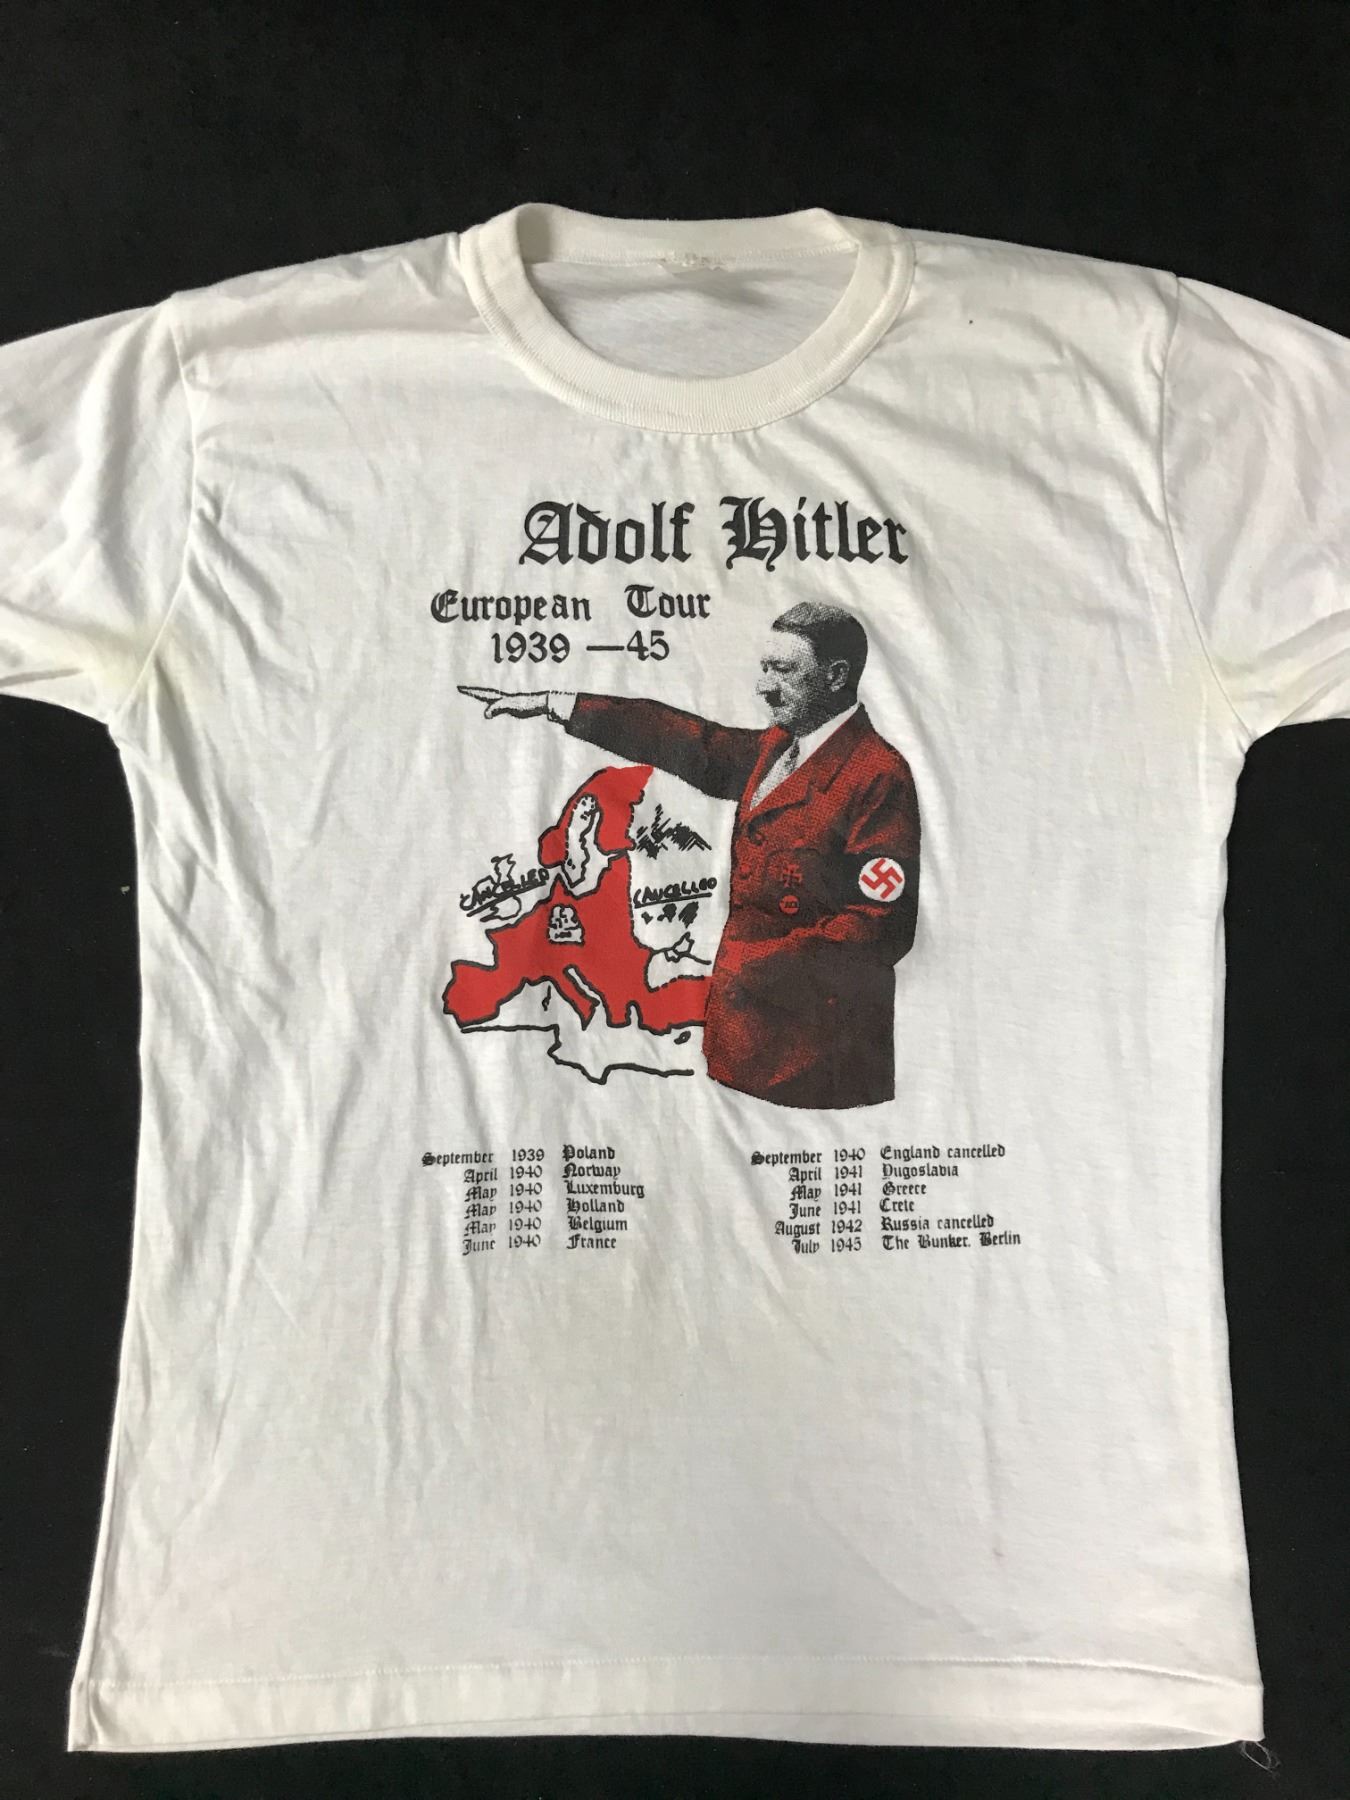 Adolf Hitler
European Tour
1939 — 45
CANCELLED
CANCELLED
September 1939 Poland
April 1940 Norway
May 1940 Luxemburg
May 1940 Holland
May 1940 Belgium
June 1940 France
September 1940 England cancelled
April 1941 Yugoslavia
May 1941 Greece
June 1941 Crete
August 1942 Russia cancelled
July 1945 The Bunker. Berlin